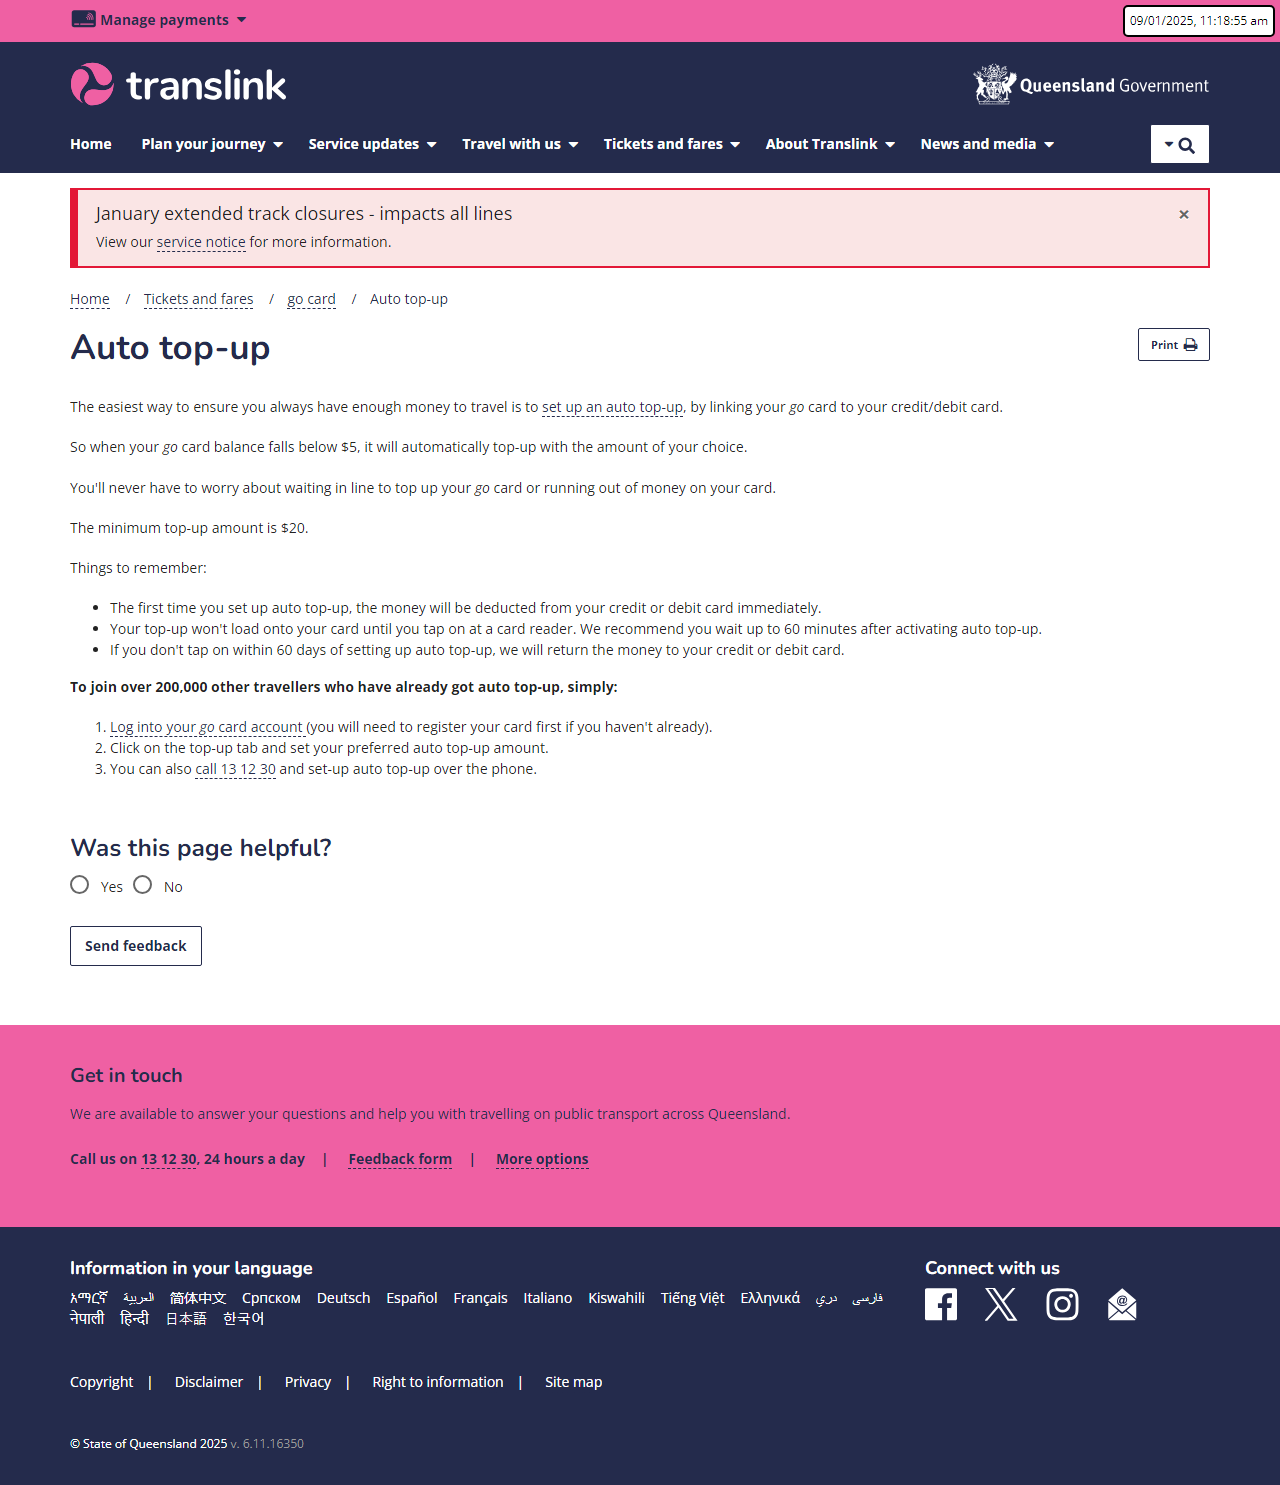 Manage payments
09/01/2025, 11:18:55 am
translink
Queensland Government
Home Plan your journey Service updates Travel with us Tickets and fares About Translink News and media
January extended track closures - impacts all lines
×
View our service notice for more information.
Home / Tickets and fares / go card / Auto top-up
Auto top-up
Print
The easiest way to ensure you always have enough money to travel is to set up an auto top-up, by linking your go card to your credit/debit card.
So when your go card balance falls below $5, it will automatically top-up with the amount of your choice.
You'll never have to worry about waiting in line to top up your go card or running out of money on your card.
The minimum top-up amount is $20.
Things to remember:
• The first time you set up auto top-up, the money will be deducted from your credit or debit card immediately.
• Your top-up won't load onto your card until you tap on at a card reader. We recommend you wait up to 60 minutes after activating auto top-up.
• If you don't tap on within 60 days of setting up auto top-up, we will return the money to your credit or debit card.
To join over 200,000 other travellers who have already got auto top-up, simply:
1. Log into your go card account (you will need to register your card first if you haven't already).
2. Click on the top-up tab and set your preferred auto top-up amount.
3. You can also call 13 12 30 and set-up auto top-up over the phone.
Was this page helpful?
Yes No
Send feedback
Get in touch
We are available to answer your questions and help you with travelling on public transport across Queensland.
Call us on 13 12 30, 24 hours a day | Feedback form | More options
Information in your language
አማርኛ العربية 简体中文 Српском Deutsch Español Français Italiano Kiswahili Tiếng Việt Ελληνικά دري فارسی
नेपाली हिन्दी 日本語 한국어
Connect with us
Copyright | Disclaimer | Privacy | Right to information | Site map
© State of Queensland 2025 v. 6.11.16350